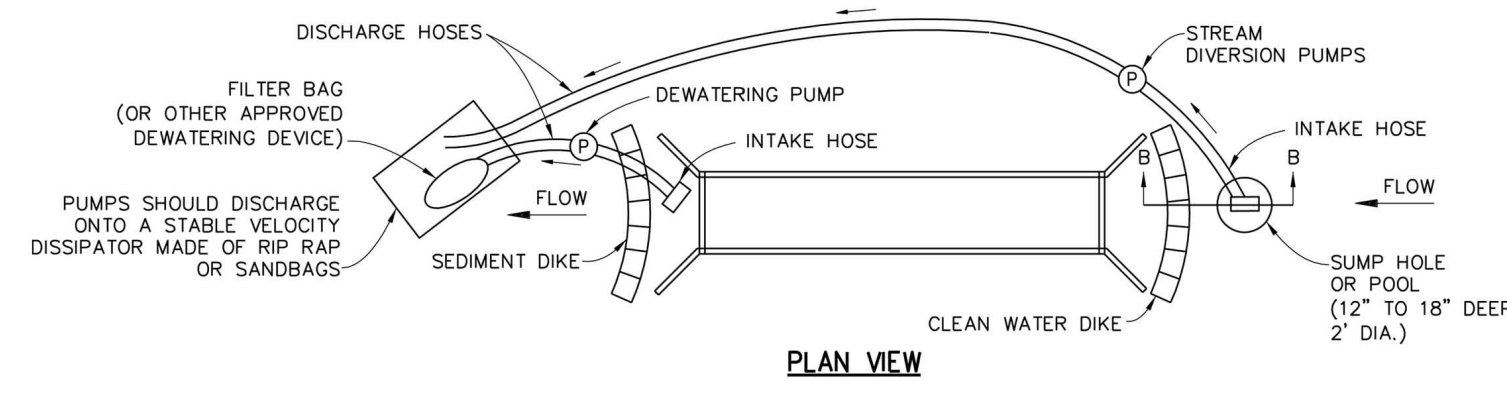 DISCHARGE HOSES
STREAM
DIVERSION PUMPS
P
FILTER BAG
(OR OTHER APPROVED
DEWATERING DEVICE)
DEWATERING PUMP
P
INTAKE HOSE
INTAKE HOSE
B
B
FLOW
FLOW
PUMPS SHOULD DISCHARGE
ONTO A STABLE VELOCITY
DISSIPATOR MADE OF RIP RAP
OR SANDBAGS
SEDIMENT DIKE
CLEAN WATER DIKE
SUMP HOLE
OR POOL
(12" TO 18" DEEP
2' DIA.)
PLAN VIEW